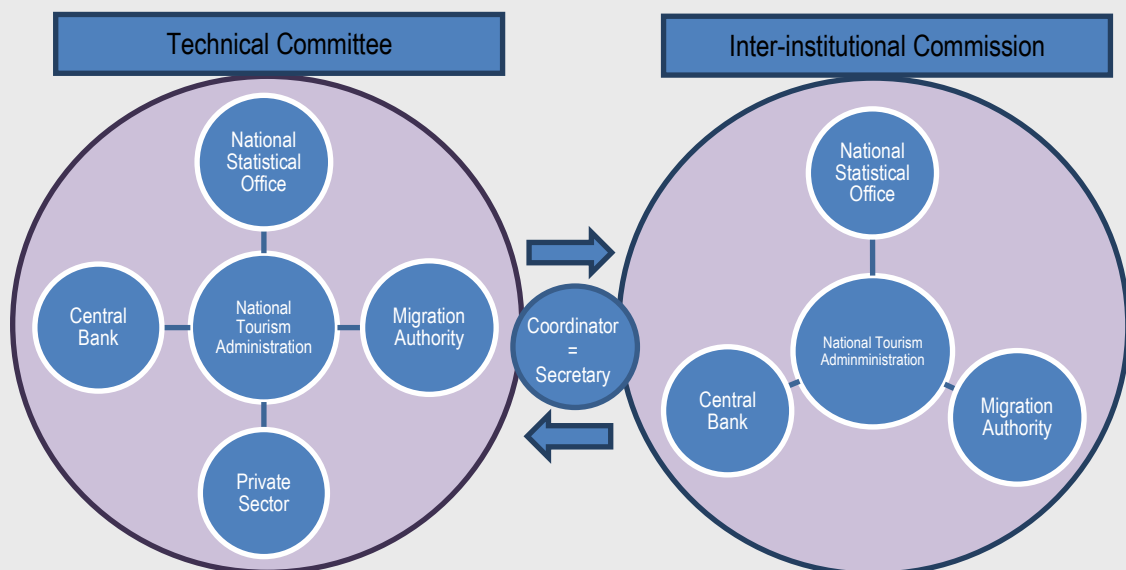 Technical Committee
Inter-institutional Commission
National
Statistical
Office
Central
Bank
National
Tourism
Administration
Migration
Authority
Private
Sector
Coordinator
=
Secretary
National
Statistical
Office
National Tourism
Adminministration
Central
Bank
Migration
Authority